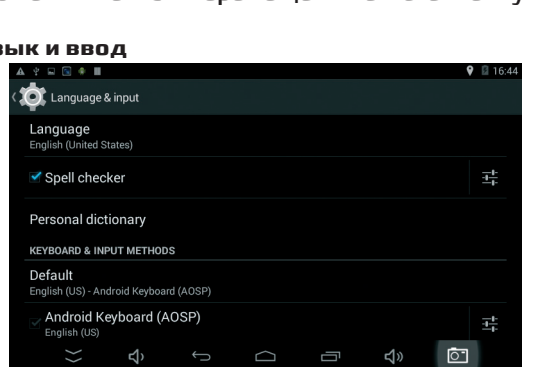 зык и ввод
16:44
Language & input
Language
English (United States)
Spell checker
Personal dictionary
KEYBOARD & INPUT METHODS
Default
English (US) - Android Keyboard (AOSP)
Android Keyboard (AOSP)
English (US)